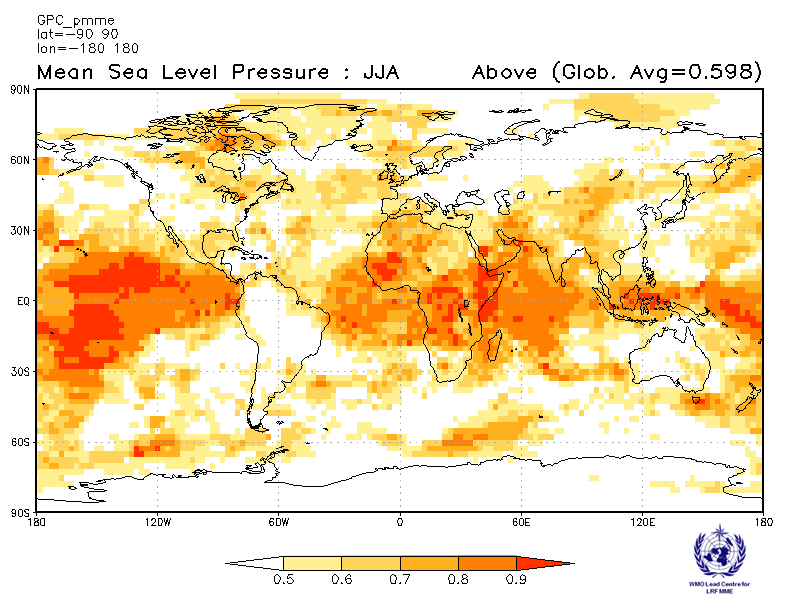 GPC_pmme
lat=-90 90
lon=-180 180
Mean Sea Level Pressure : JJA Above (Glob. Avg=0.598)
90N
60N
30N
EQ
30S
60S
90S
180 120W 60W 0 60E 120E 180
0.5 0.6 0.7 0.8 0.9
WMO Lead Centre for
LRF MME